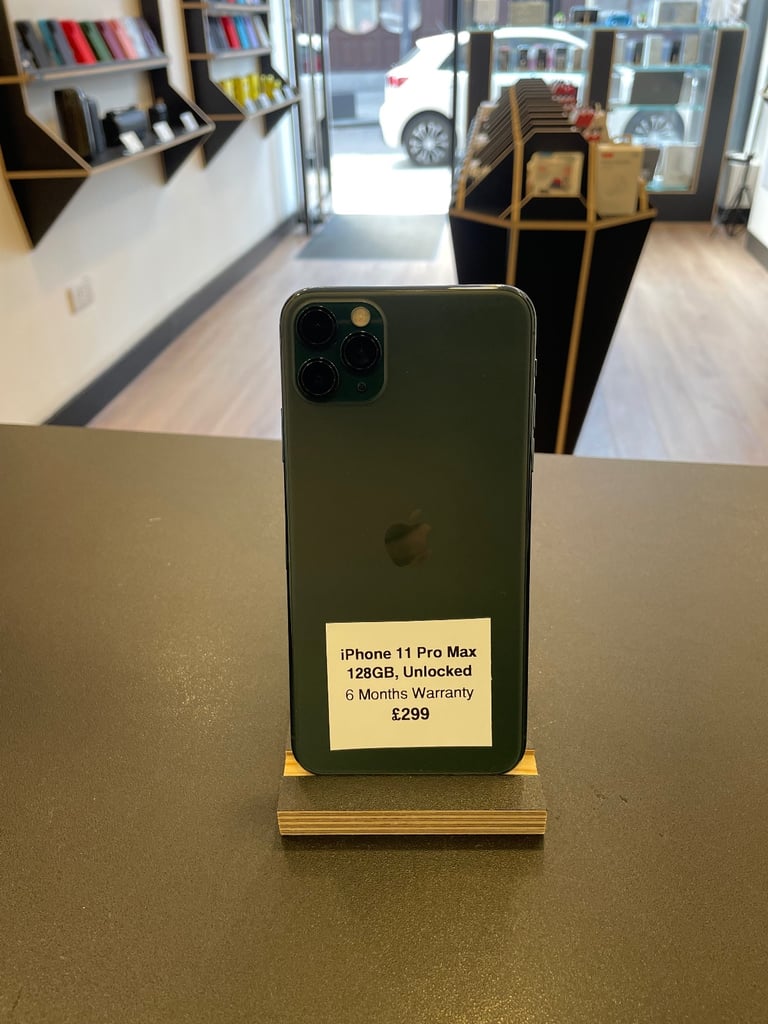 iPhone 11 Pro Max
128GB, Unlocked
6 Months Warranty
£299